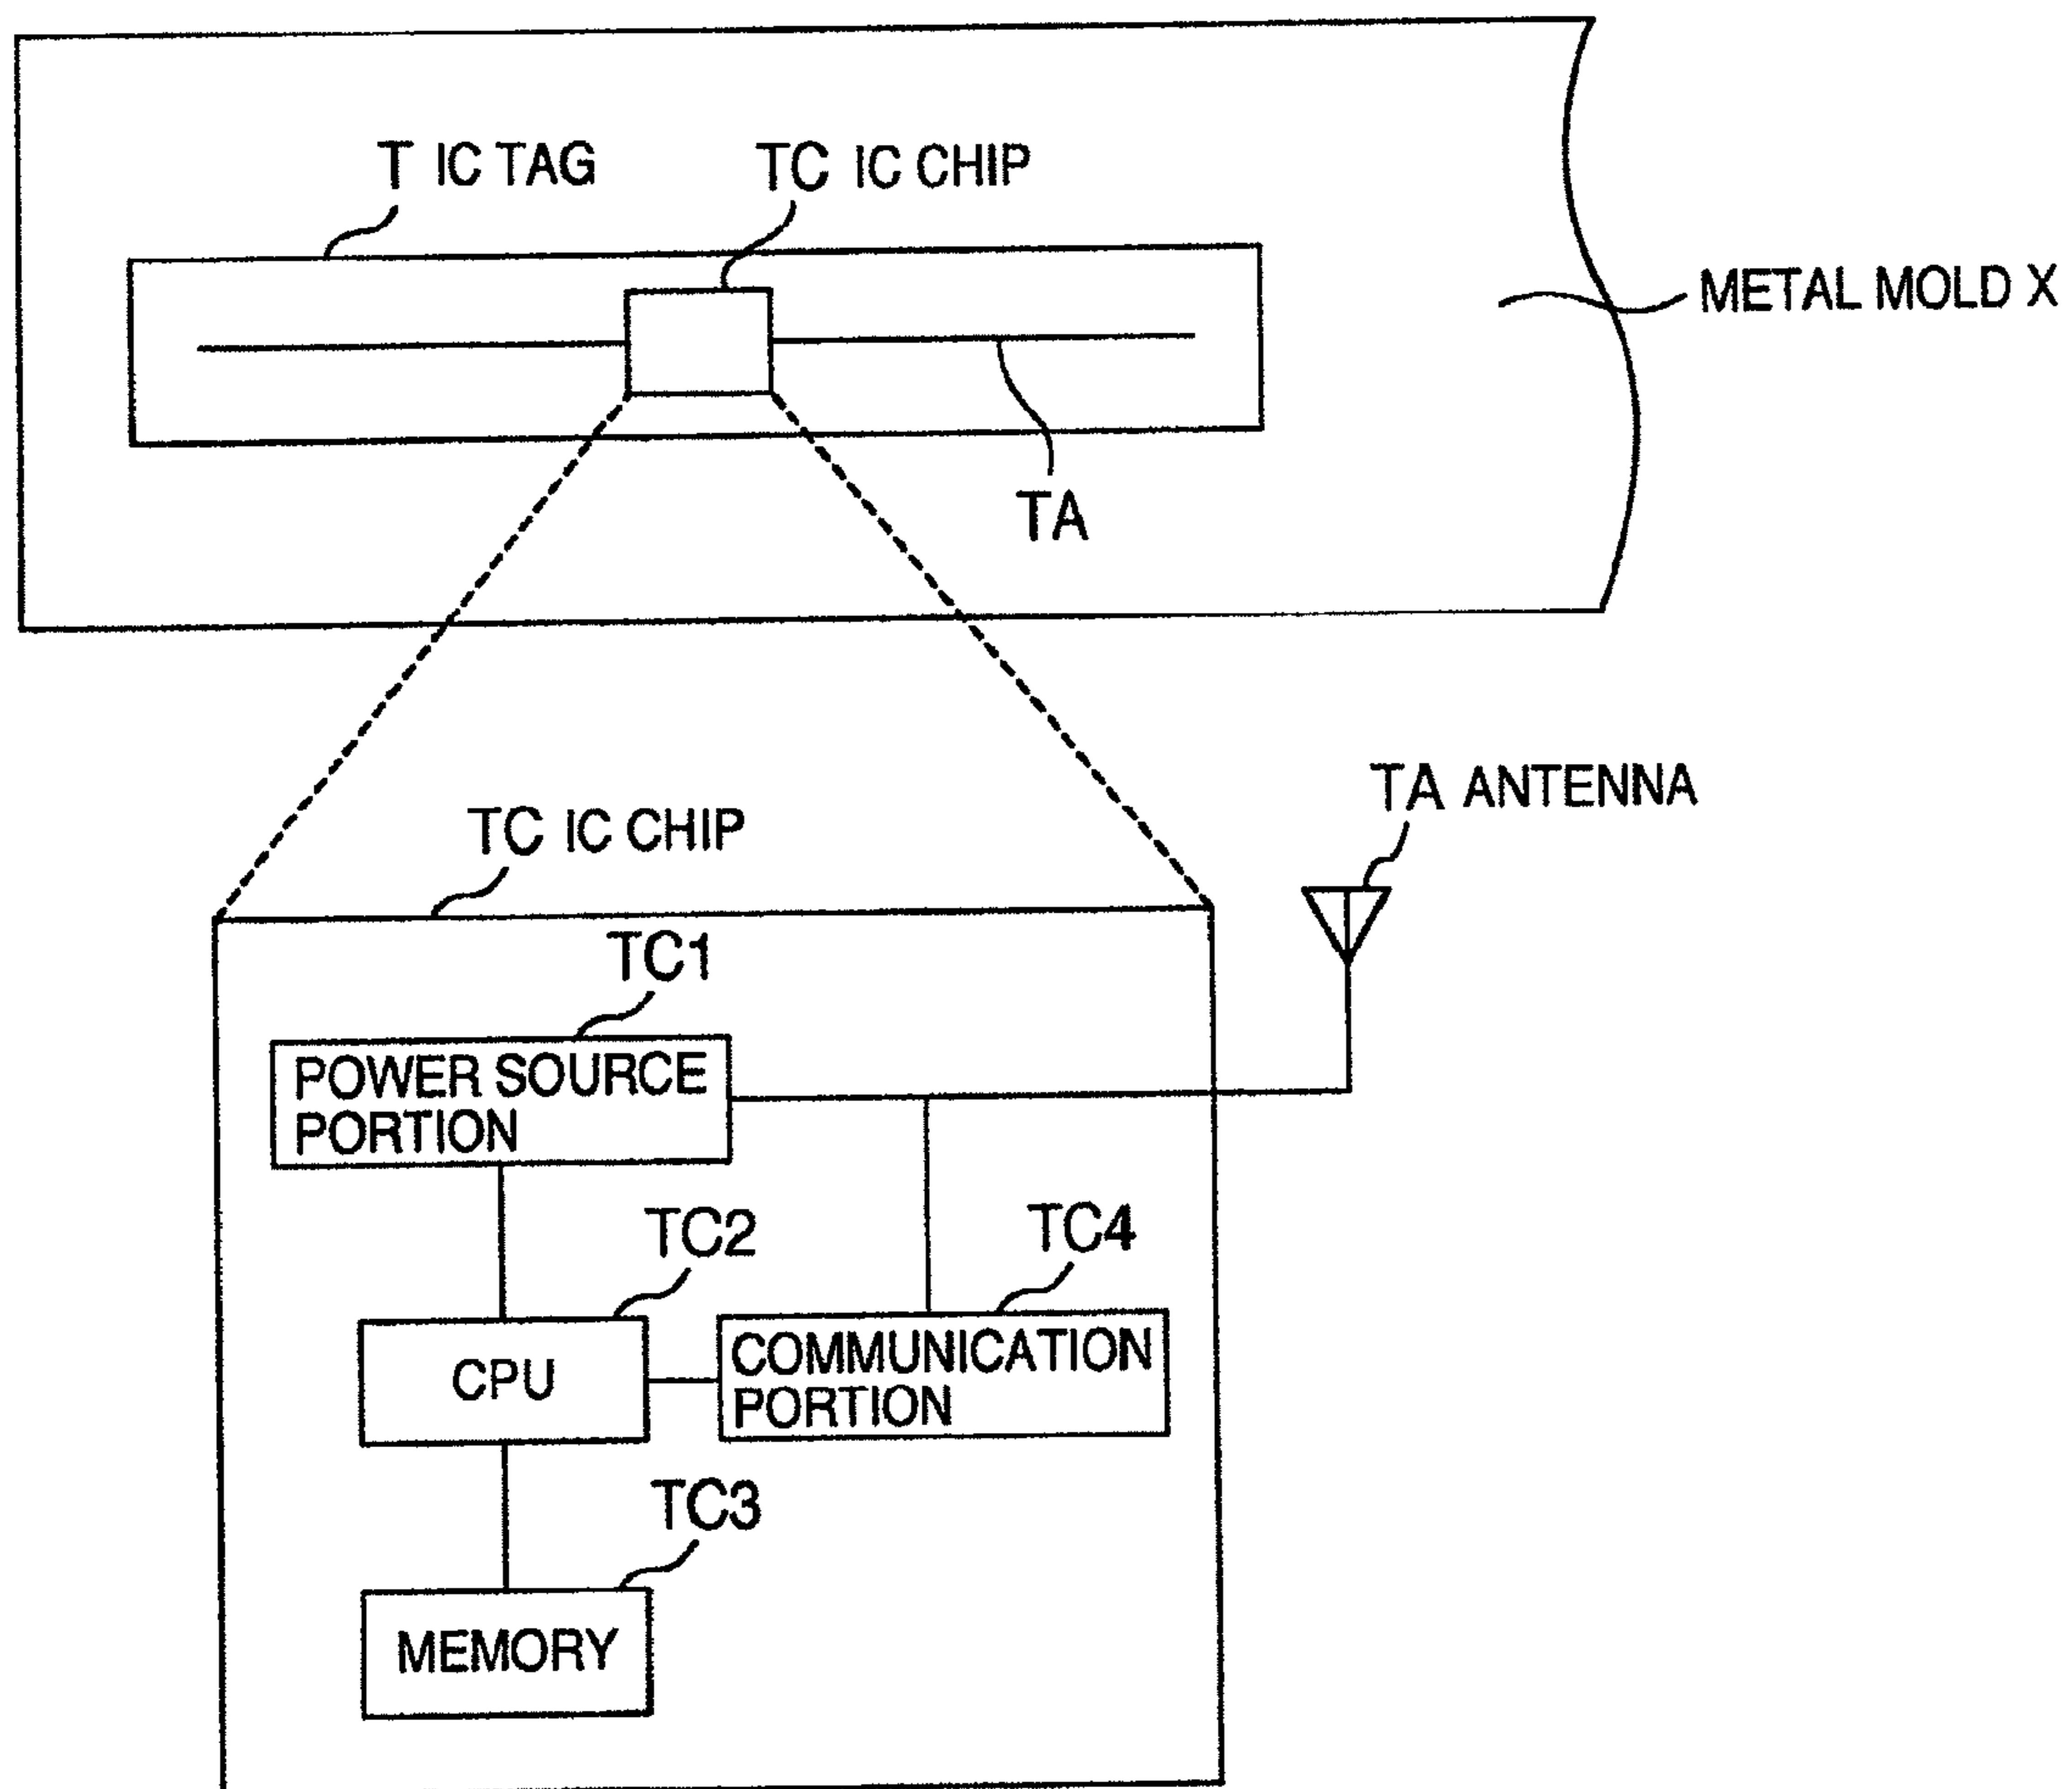 T IC TAG
TC IC CHIP
METAL MOLD X
TA
TA ANTENNA
TC IC CHIP
TC1
POWER SOURCE
PORTION
TC2
TC4
CPU
COMMUNICATION
PORTION
TC3
MEMORY